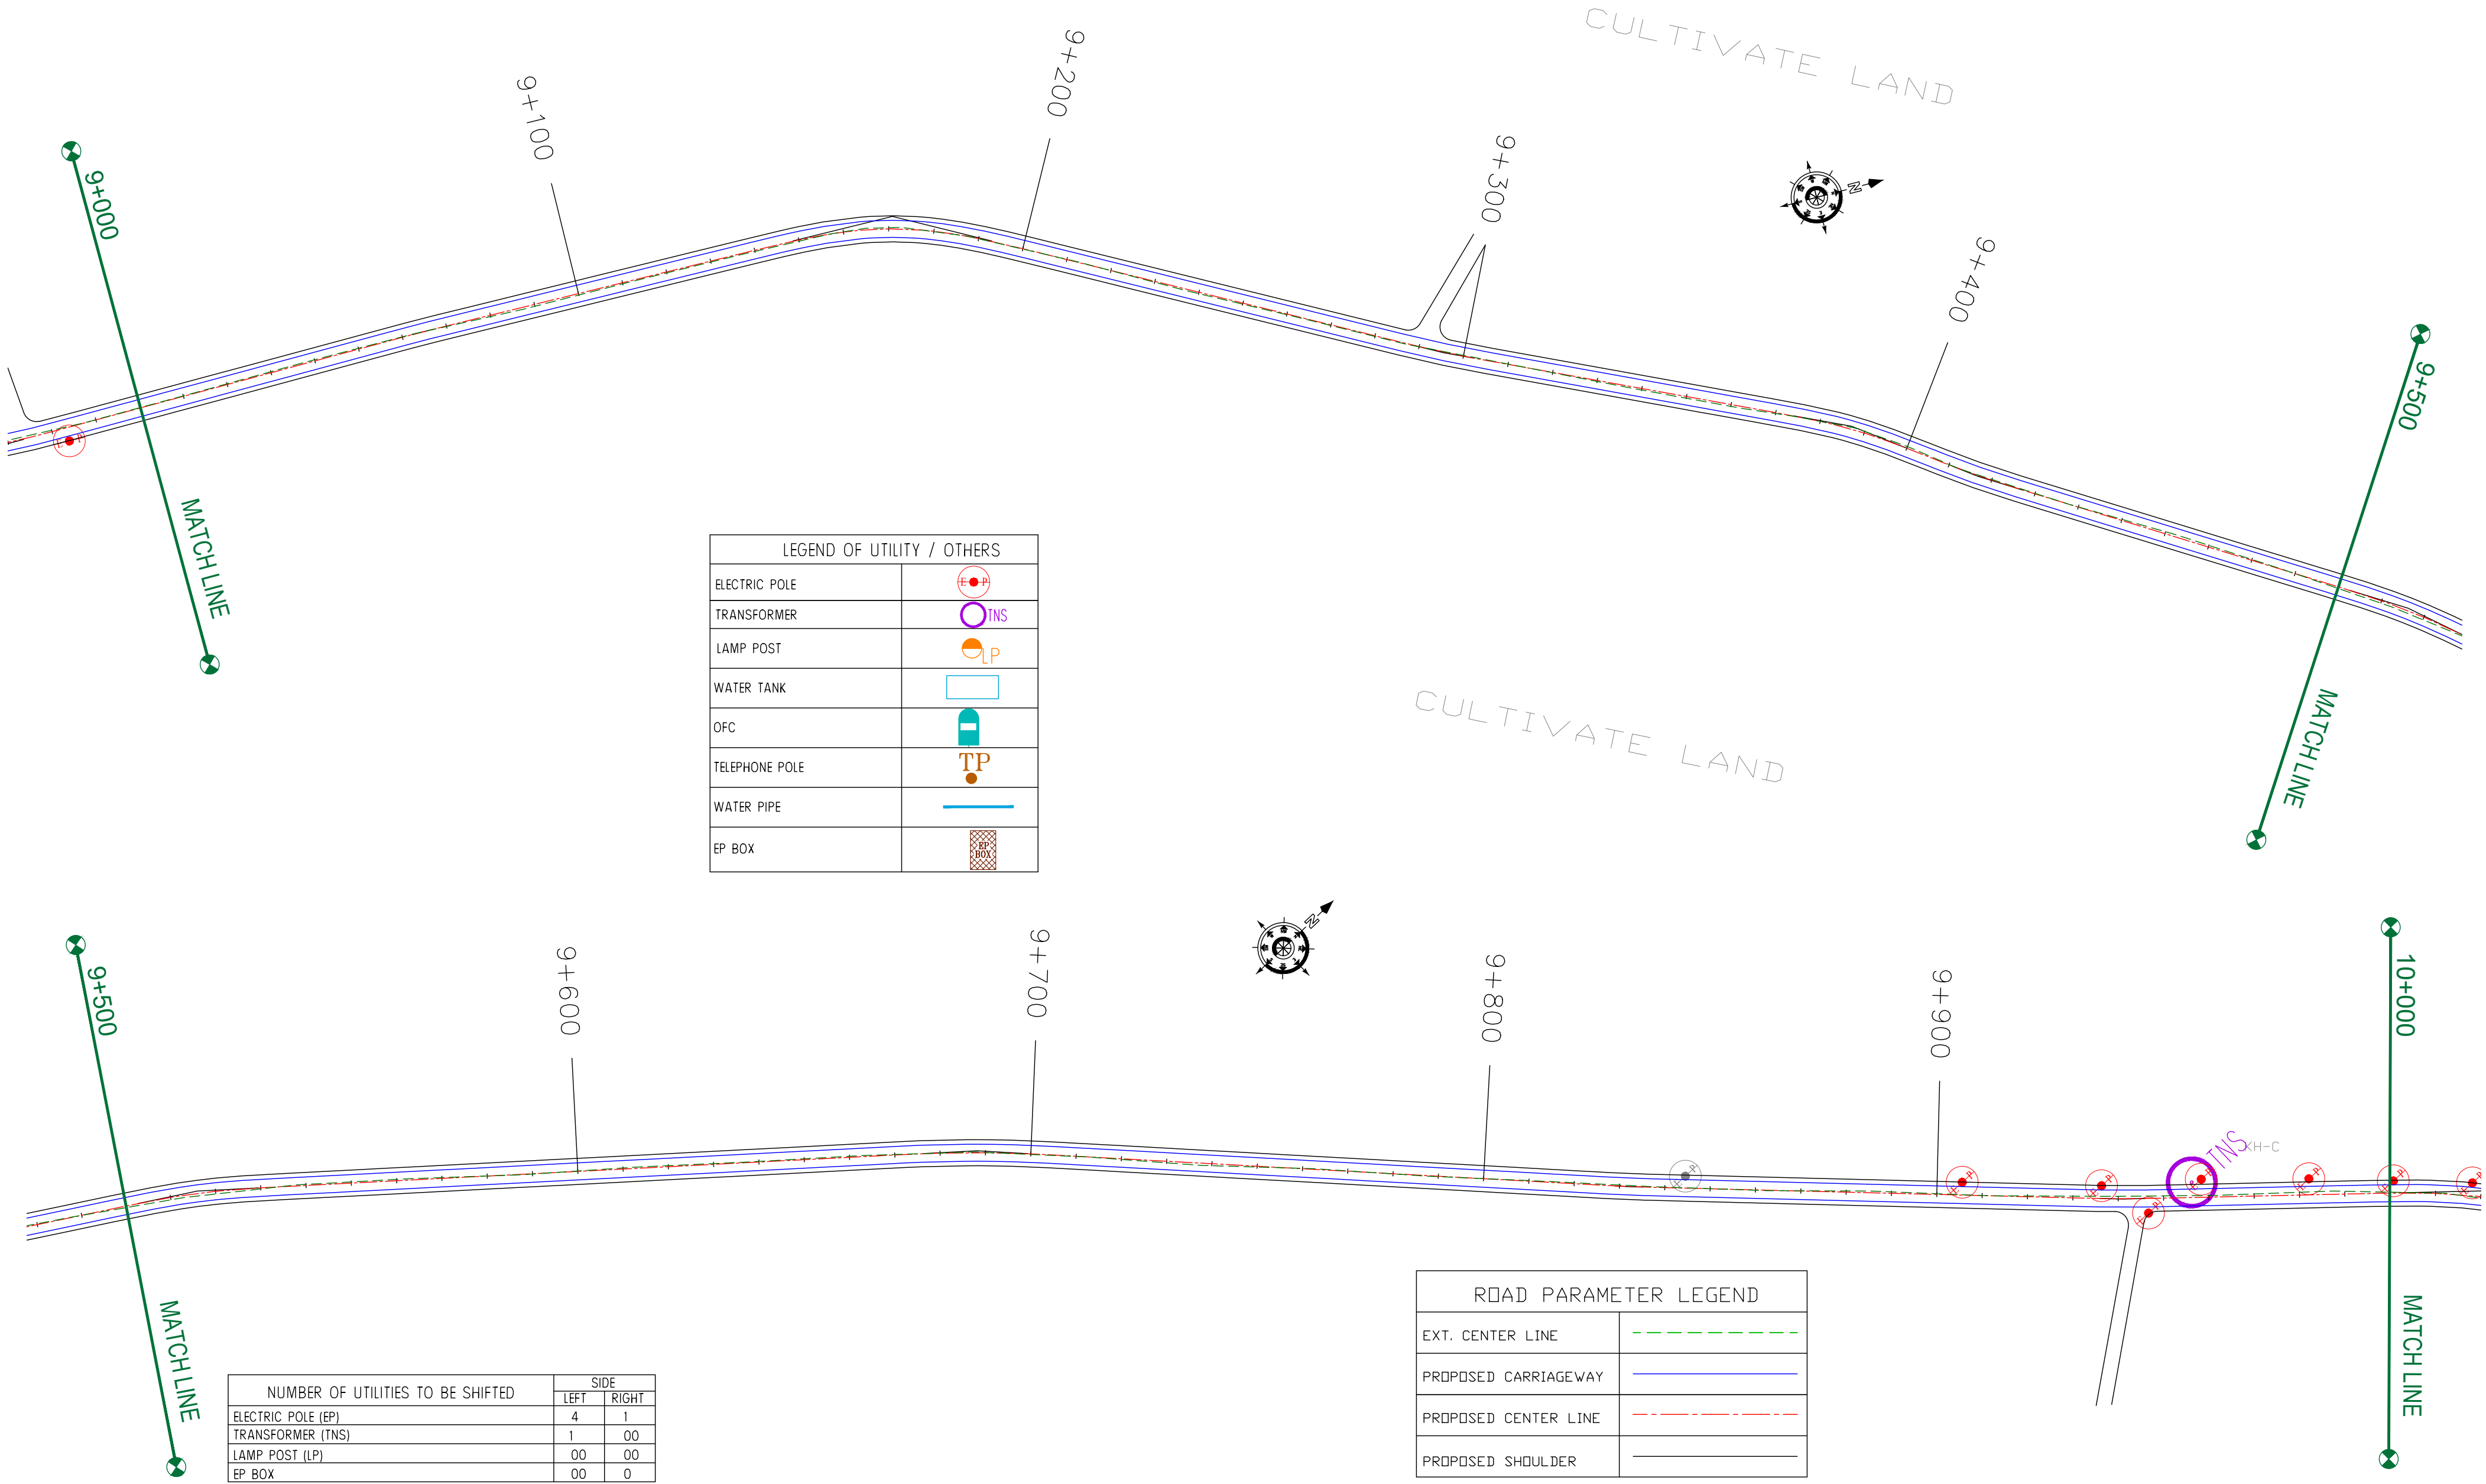 CULTIVATE LAND
9+000
9+100
9+200
9+300
9+400
9+500
N
MATCH LINE
MATCH LINE
E P
LEGEND OF UTILITY / OTHERS
ELECTRIC POLE E P
TRANSFORMER TNS
LAMP POST LP
WATER TANK
OFC
TELEPHONE POLE TP
WATER PIPE
EP BOX EP BOX
CULTIVATE LAND
N
9+500
9+600
9+700
9+800
9+900
10+000
E P
E P
E P
TNS
KH-C
E P
E P
E P
E P
MATCH LINE
MATCH LINE
NUMBER OF UTILITIES TO BE SHIFTED SIDE
LEFT RIGHT
ELECTRIC POLE (EP) 4 1
TRANSFORMER (TNS) 1 00
LAMP POST (LP) 00 00
EP BOX 00 0
ROAD PARAMETER LEGEND
EXT. CENTER LINE
PROPOSED CARRIAGEWAY
PROPOSED CENTER LINE
PROPOSED SHOULDER